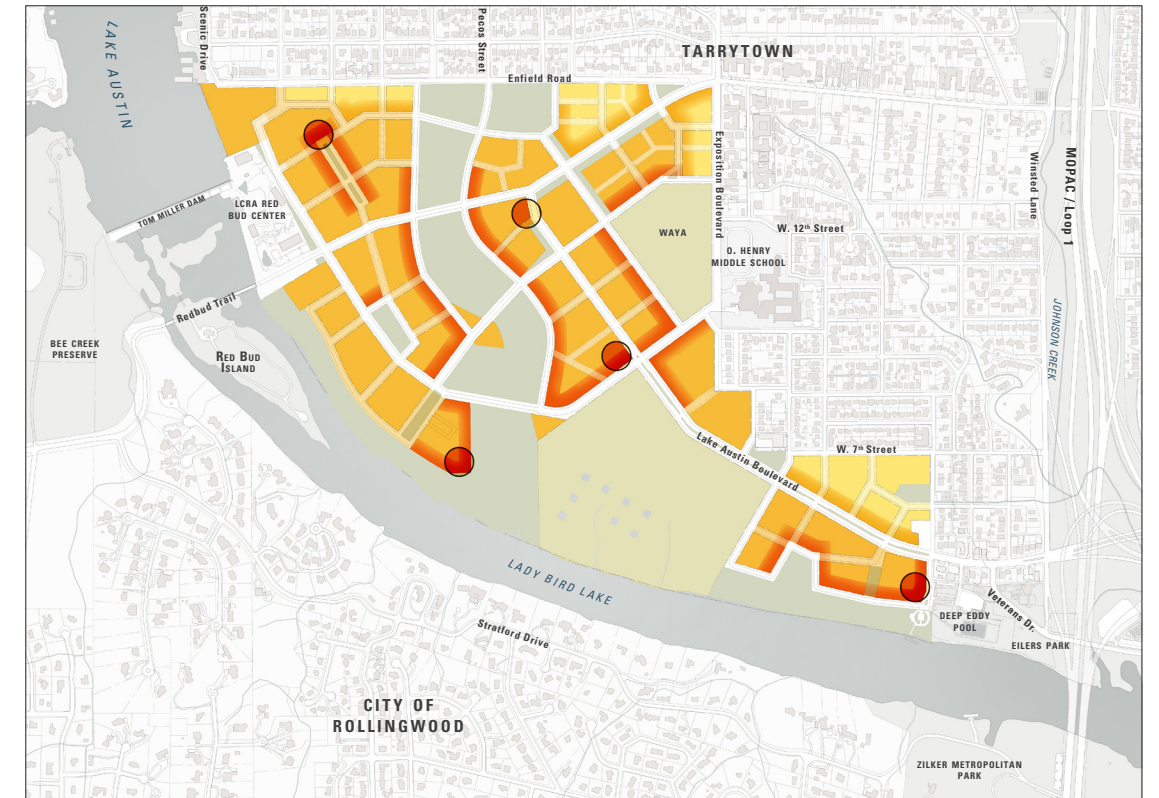 Scenic Drive
LAKE AUSTIN
Pecos Street
TARRYTOWN
Enfield Road
Exposition Boulevard
Winsted Lane
MOPAC / Loop 1
TOM MILLER DAM
LCRA RED
BUD CENTER
WAYA
W. 12th Street
O. HENRY
MIDDLE SCHOOL
Redbud Trail
JOHNSON CREEK
BEE CREEK
PRESERVE
RED BUD
ISLAND
Lake Austin Boulevard
W. 7th Street
LADY BIRD LAKE
Stratford Drive
Veterans Dr.
DEEP EDDY
POOL
EILERS PARK
CITY OF
ROLLINGWOOD
ZILKER METROPOLITAN
PARK